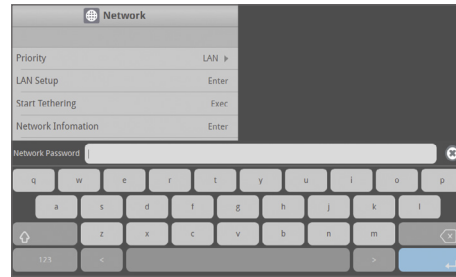 Network
Priority LAN
LAN Setup Enter
Start Tethering Exec
Network Infomation Enter
Network Password
q w e r t y u i o p
a s d f g h j k l
z x c v b n m
123 < >